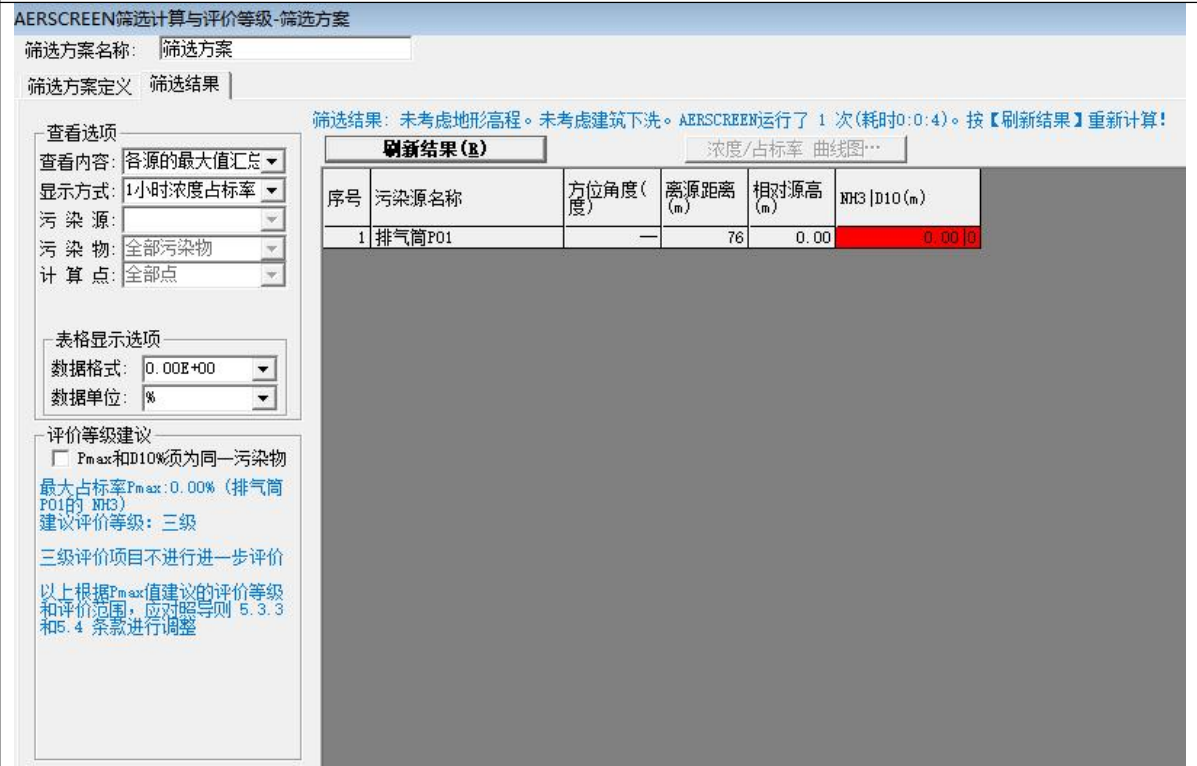 AERSCREEN筛选计算与评价等级-筛选方案
筛选方案名称: 筛选方案
筛选方案定义 筛选结果
筛选结果: 未考虑地形高程。未考虑建筑下洗。AERSCREEN运行了 1 次(耗时0:0:4)。按【刷新结果】重新计算!
刷新结果(R) 浓度/占标率 曲线图…
查看选项
查看内容: 各源的最大值汇总
显示方式: 1小时浓度占标率
污 染 源:
污 染 物: 全部污染物
计 算 点: 全部点
序号 污染源名称 方位角度(度) 离源距离(m) 相对源高(m) NH3|D10(m)
1 排气筒P01 — 76 0.00 0.00|0
表格显示选项
数据格式: 0.00E+00
数据单位: %
评价等级建议
Pmax和D10%须为同一污染物
最大占标率Pmax:0.00% (排气筒
P01的 NH3)
建议评价等级: 三级
三级评价项目不进行进一步评价
以上根据Pmax值建议的评价等级
和评价范围,应对照导则 5.3.3
和5.4 条款进行调整